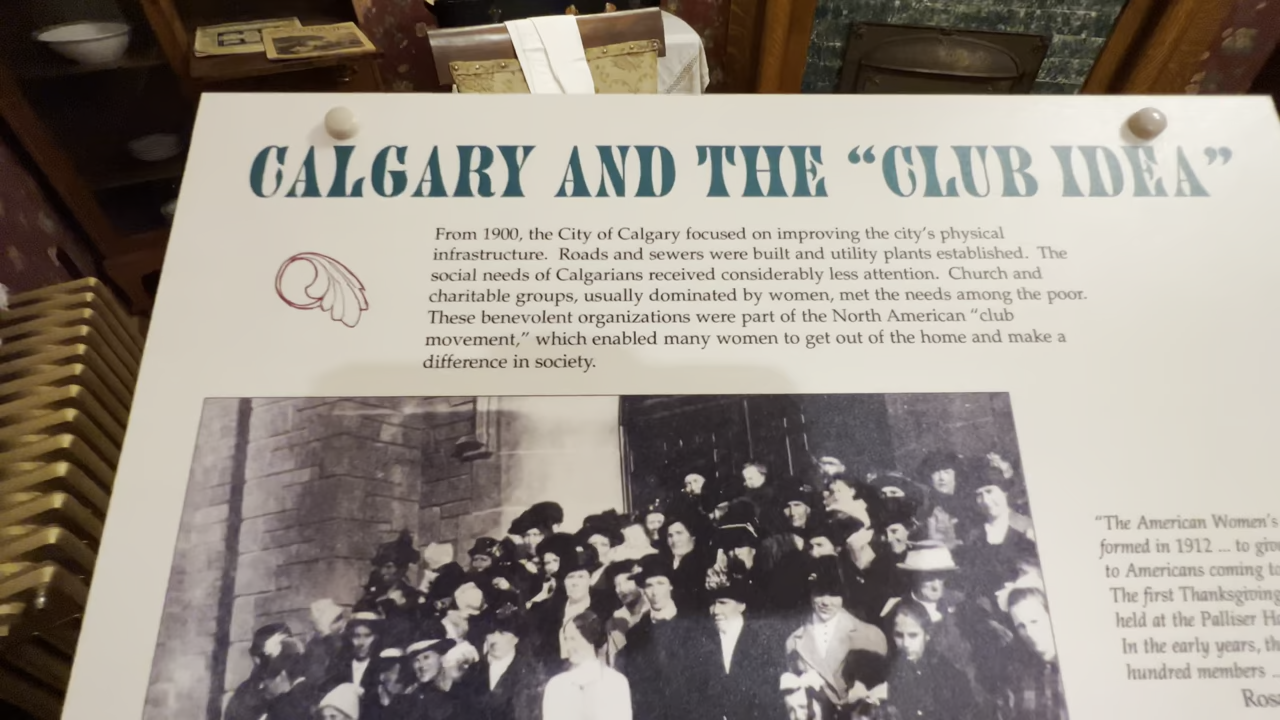 CALGARY AND THE “CLUB IDEA”
From 1900, the City of Calgary focused on improving the city's physical
infrastructure. Roads and sewers were built and utility plants established. The
social needs of Calgarians received considerably less attention. Church and
charitable groups, usually dominated by women, met the needs among the poor.
These benevolent organizations were part of the North American “club
movement,” which enabled many women to get out of the home and make a
difference in society.
“The American Women's
formed in 1912 ... to
to Americans coming
The first Thanksgiving
held at the Palliser
In the early years,
hundred members ...